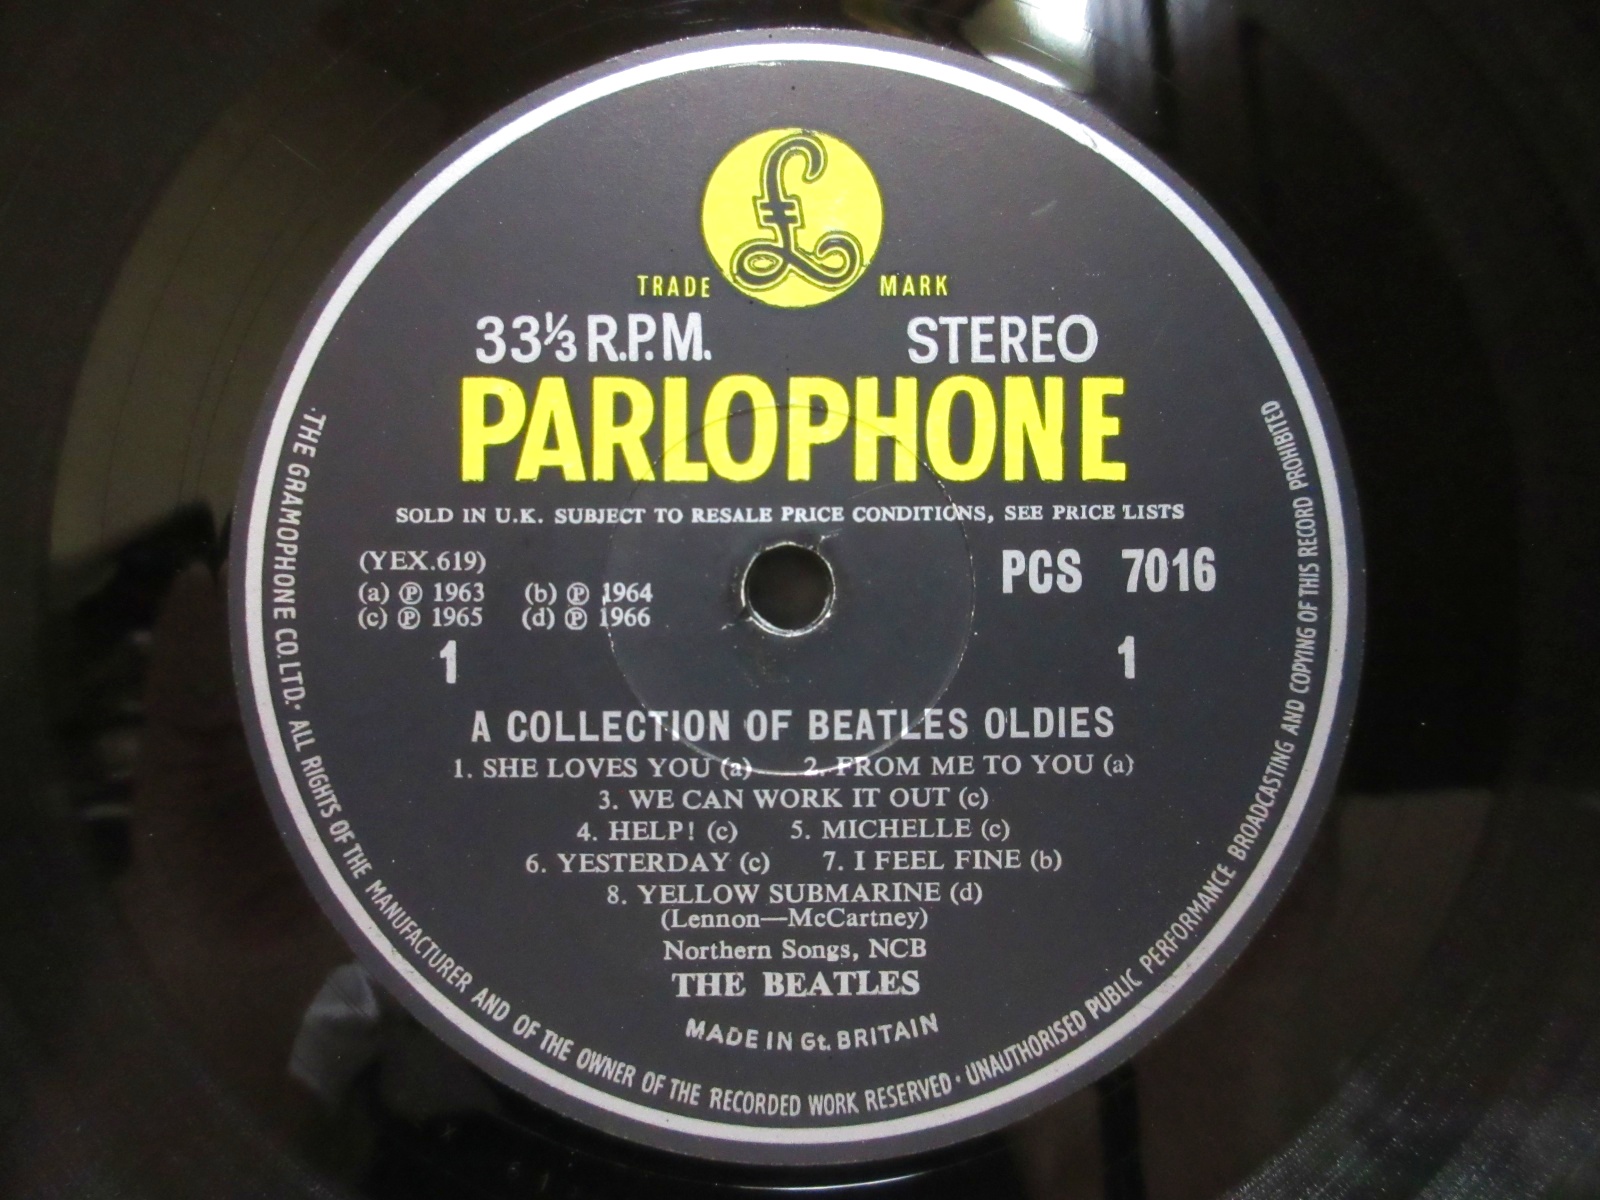 £
TRADE MARK
33⅓ R.P.M. STEREO
PARLOPHONE
SOLD IN U.K. SUBJECT TO RESALE PRICE CONDITIONS, SEE PRICE LISTS
(YEX.619) PCS 7016
(a) ℗ 1963 (b) ℗ 1964
(c) ℗ 1965 (d) ℗ 1966
1 1
A COLLECTION OF BEATLES OLDIES
1. SHE LOVES YOU (a) 2. FROM ME TO YOU (a)
3. WE CAN WORK IT OUT (c)
4. HELP! (c) 5. MICHELLE (c)
6. YESTERDAY (c) 7. I FEEL FINE (b)
8. YELLOW SUBMARINE (d)
(Lennon—McCartney)
Northern Songs, NCB
THE BEATLES
MADE IN Gt. BRITAIN
·THE GRAMOPHONE CO.LTD.· ALL RIGHTS OF THE MANUFACTURER AND OF THE OWNER OF THE RECORDED WORK RESERVED · UNAUTHORISED PUBLIC PERFORMANCE BROADCASTING AND COPYING OF THIS RECORD PROHIBITED